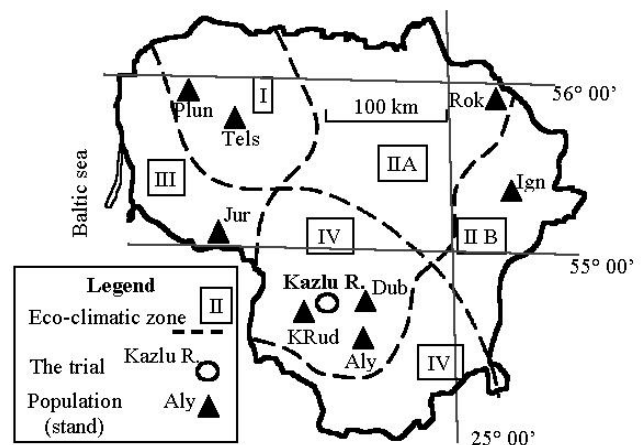 I
Plun
Tels
100 km
Rok
56° 00'
II A
Ign
III
Baltic sea
Jur
IV
II B
55° 00'
Kazlu R.
Dub
KRud
Aly
IV
25° 00'
Legend
Eco-climatic zone
II
The trial
Kazlu R.
Population
(stand)
Aly